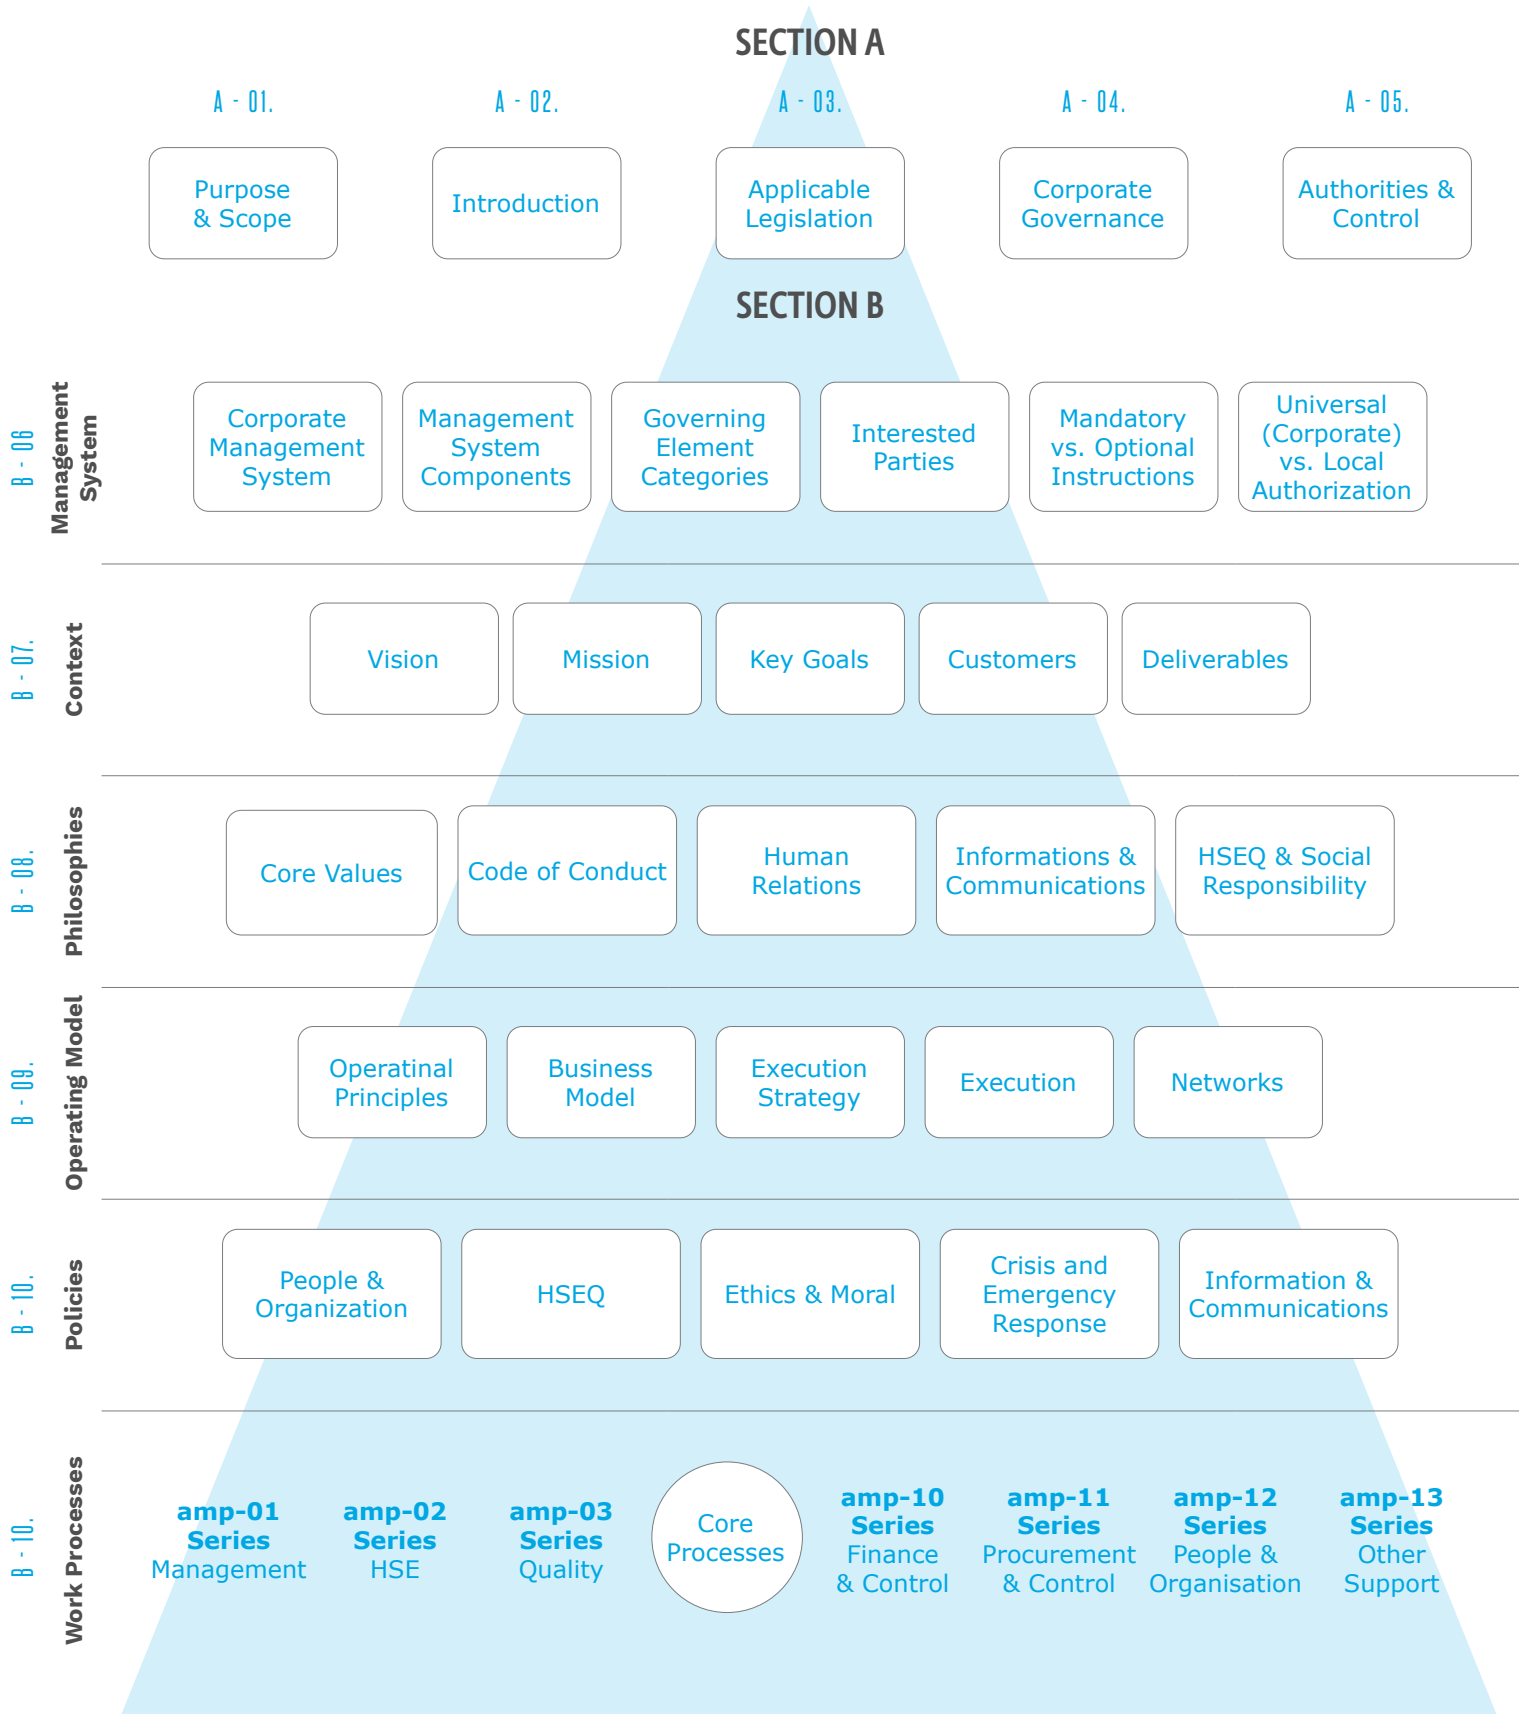 SECTION A
A - 01.
A - 02.
A - 03.
A - 04.
A - 05.
Purpose
& Scope
Introduction
Applicable
Legislation
Corporate
Governance
Authorities &
Control
SECTION B
B - 06
Management
System
Corporate
Management
System
Management
System
Components
Governing
Element
Categories
Interested
Parties
Mandatory
vs. Optional
Instructions
Universal
(Corporate)
vs. Local
Authorization
B - 07.
Context
Vision
Mission
Key Goals
Customers
Deliverables
B - 08.
Philosophies
Core Values
Code of Conduct
Human
Relations
Informations &
Communications
HSEQ & Social
Responsibility
B - 09.
Operating Model
Operatinal
Principles
Business
Model
Execution
Strategy
Execution
Networks
B - 10.
Policies
People &
Organization
HSEQ
Ethics & Moral
Crisis and
Emergency
Response
Information &
Communications
B - 10.
Work Processes
amp-01
Series
Management
amp-02
Series
HSE
amp-03
Series
Quality
Core
Processes
amp-10
Series
Finance
& Control
amp-11
Series
Procurement
& Control
amp-12
Series
People &
Organisation
amp-13
Series
Other
Support